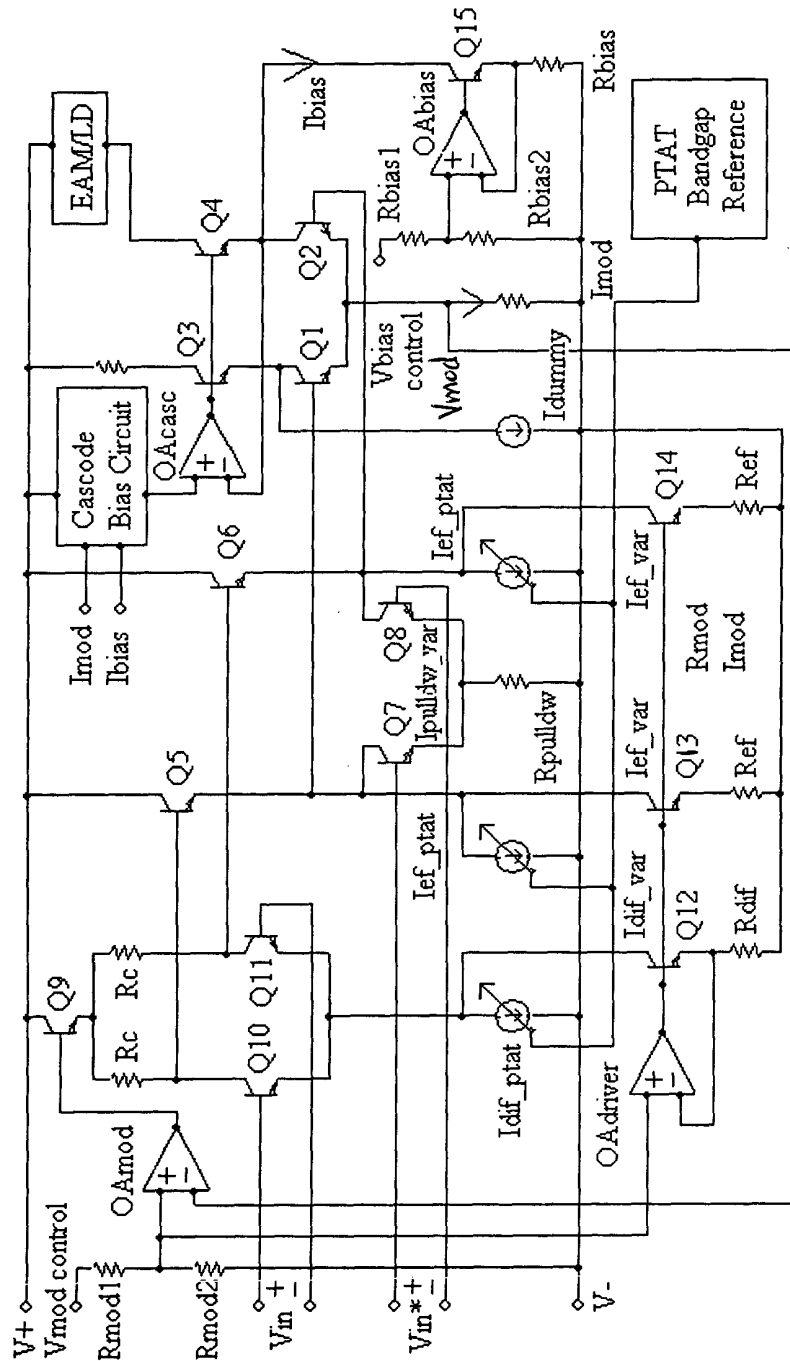 V+
Vmod control
Rmod1
Rmod2
+
Vin
-
+
Vin*
-
V-
OAmod
+
-
Q9
Rc
Rc
Q10
Q11
Idif_ptat
OAdriver
+
-
Idif_var
Q12
Rdif
Q5
Ief_ptat
Ief_var
Q13
Ref
Q7
Q8
Ipulldw_var
Rpulldw
Rmod
Imod
Imod
Ibias
Cascode
Bias Circuit
Q6
OAcasc
+
-
Ief_ptat
Ief_var
Q14
Ref
Q3
Q1
Vbias
control
Vmod
Idummy
EAM/LD
Q4
Q2
Imod
Ibias
Rbias1
Rbias2
OAbias
+
-
Q15
Rbias
PTAT
Bandgap
Reference